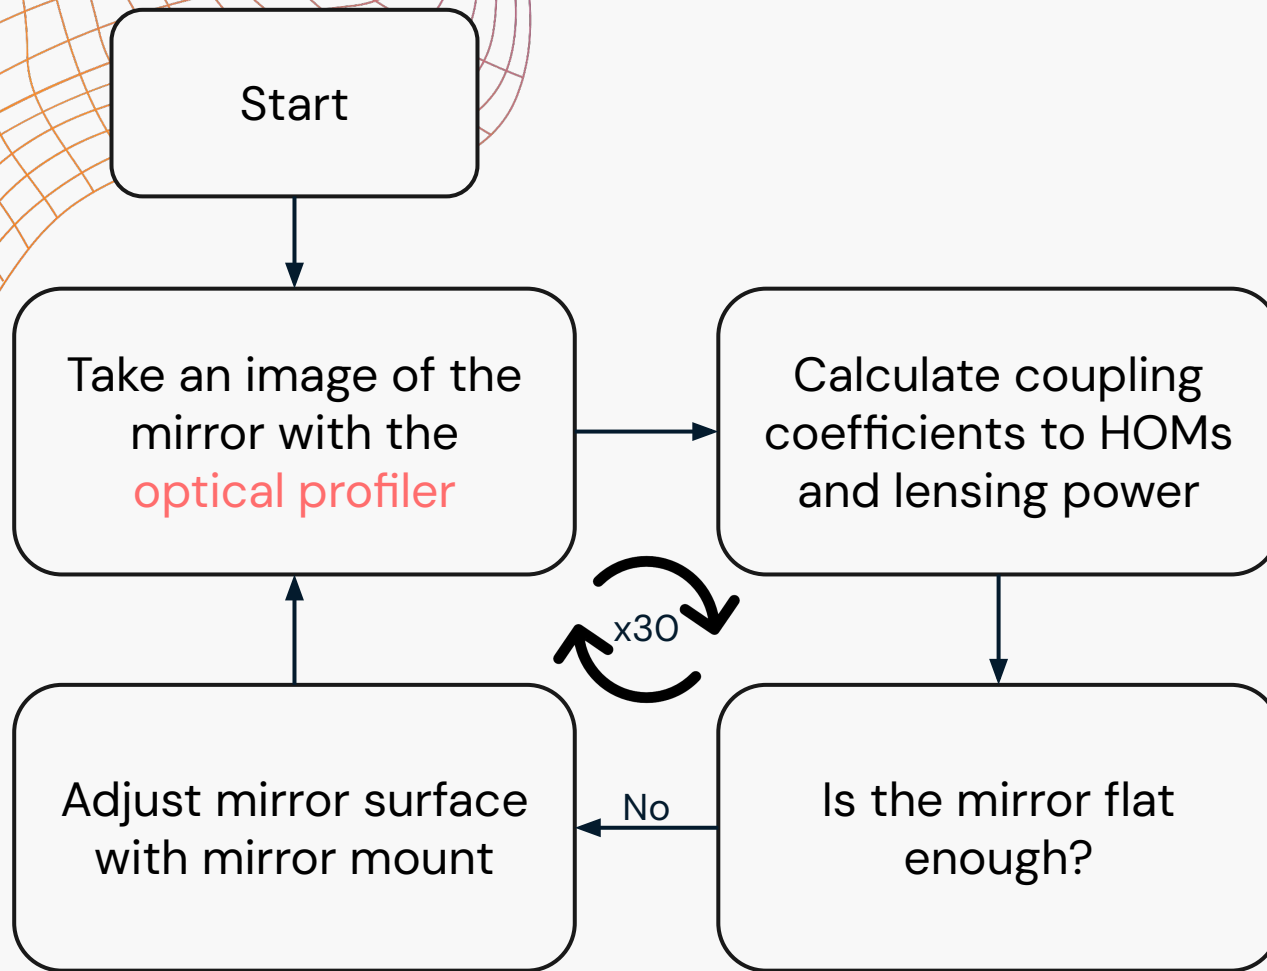 Start
Take an image of the
mirror with the
optical profiler
Calculate coupling
coefficients to HOMs
and lensing power
x30
Adjust mirror surface
with mirror mount
No
Is the mirror flat
enough?